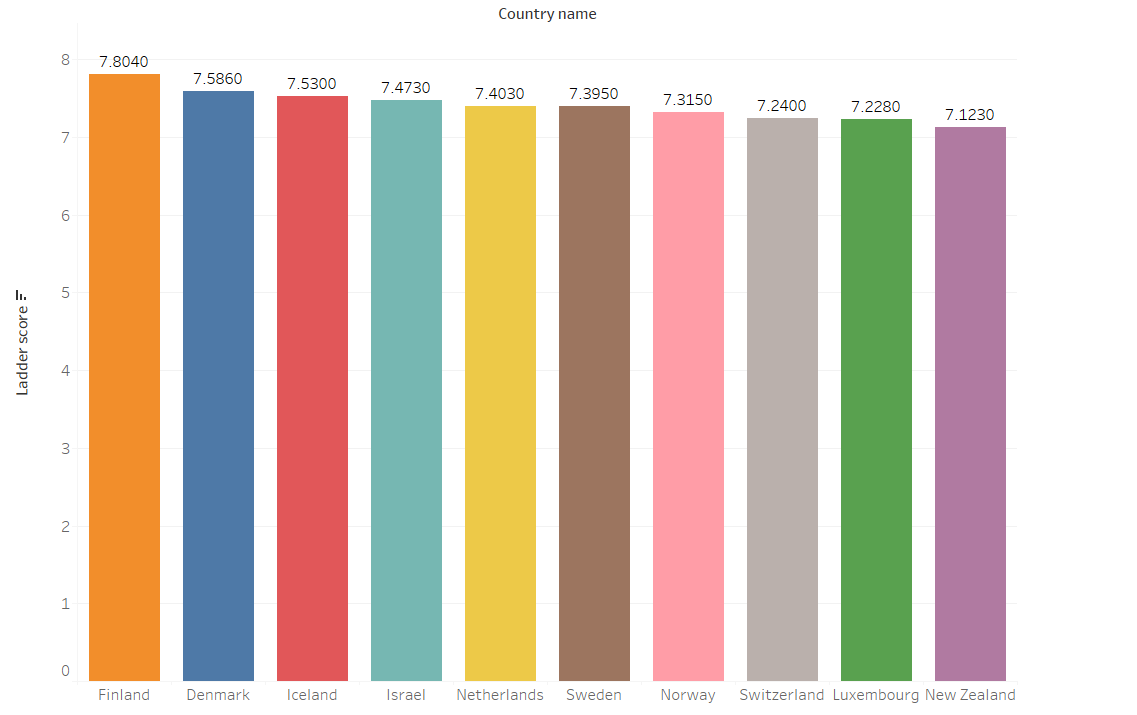 Country name
Ladder score
8
7
6
5
4
3
2
1
0
7.8040
7.5860
7.5300
7.4730
7.4030
7.3950
7.3150
7.2400
7.2280
7.1230
Finland
Denmark
Iceland
Israel
Netherlands
Sweden
Norway
Switzerland
Luxembourg
New Zealand